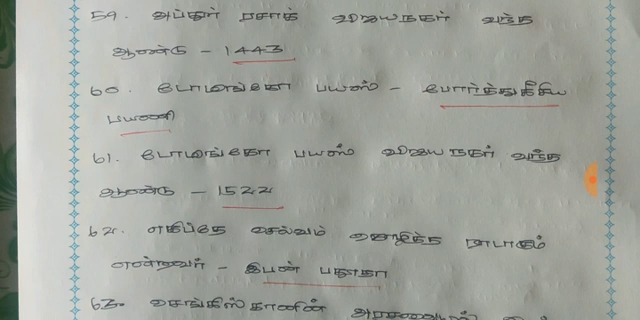 59. அப்துர் ரசாக் விஜயநகர் வந்த
ஆண்டு - 1443
60. டோமிங்கோ பயஸ் - போர்த்துகீசிய
பயணி
61. டோமிங்கோ பயஸ் விஜயநகர் வந்த
ஆண்டு - 1522
62. எகிப்தே செல்வம் கொழித்த நாடாகும்
என்றவர் - இபன் பதூதா
63. செங்கிஸ்கானின்